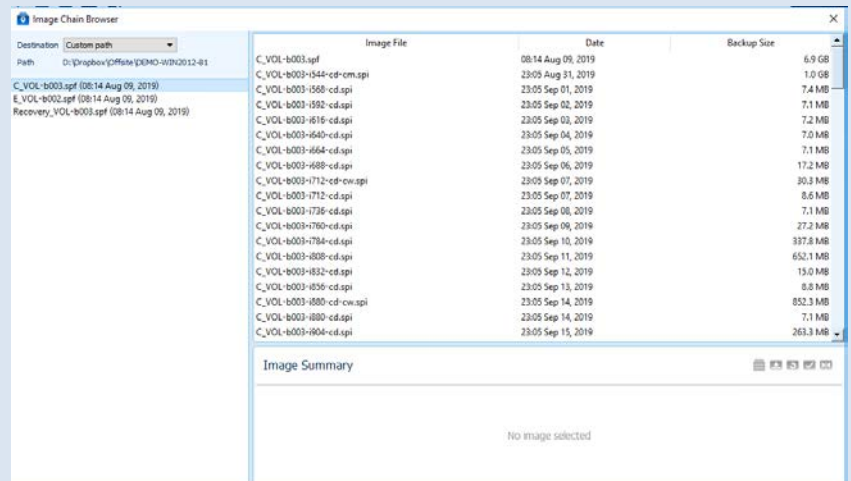 Image Chain Browser
Destination Custom path
Path D:\Dropbox\Offsite\DEMO-WIN2012-81
C_VOL-b003.spf (08:14 Aug 09, 2019)
E_VOL-b002.spf (08:14 Aug 09, 2019)
Recovery_VOL-b003.spf (08:14 Aug 09, 2019)
Image File Date Backup Size
C_VOL-b003.spf 08:14 Aug 09, 2019 6.9 GB
C_VOL-b003-i544-cd-cm.spi 23:05 Aug 31, 2019 1.0 GB
C_VOL-b003-i568-cd.spi 23:05 Sep 01, 2019 7.4 MB
C_VOL-b003-i592-cd.spi 23:05 Sep 02, 2019 7.1 MB
C_VOL-b003-i616-cd.spi 23:05 Sep 03, 2019 7.2 MB
C_VOL-b003-i640-cd.spi 23:05 Sep 04, 2019 7.0 MB
C_VOL-b003-i664-cd.spi 23:05 Sep 05, 2019 7.1 MB
C_VOL-b003-i688-cd.spi 23:05 Sep 06, 2019 17.2 MB
C_VOL-b003-i712-cd-cw.spi 23:05 Sep 07, 2019 30.3 MB
C_VOL-b003-i712-cd.spi 23:05 Sep 07, 2019 8.6 MB
C_VOL-b003-i736-cd.spi 23:05 Sep 08, 2019 7.1 MB
C_VOL-b003-i760-cd.spi 23:05 Sep 09, 2019 27.2 MB
C_VOL-b003-i784-cd.spi 23:05 Sep 10, 2019 337.8 MB
C_VOL-b003-i808-cd.spi 23:05 Sep 11, 2019 652.1 MB
C_VOL-b003-i832-cd.spi 23:05 Sep 12, 2019 15.0 MB
C_VOL-b003-i856-cd.spi 23:05 Sep 13, 2019 8.8 MB
C_VOL-b003-i880-cd-cw.spi 23:05 Sep 14, 2019 852.3 MB
C_VOL-b003-i880-cd.spi 23:05 Sep 14, 2019 7.1 MB
C_VOL-b003-i904-cd.spi 23:05 Sep 15, 2019 263.3 MB
Image Summary
No image selected